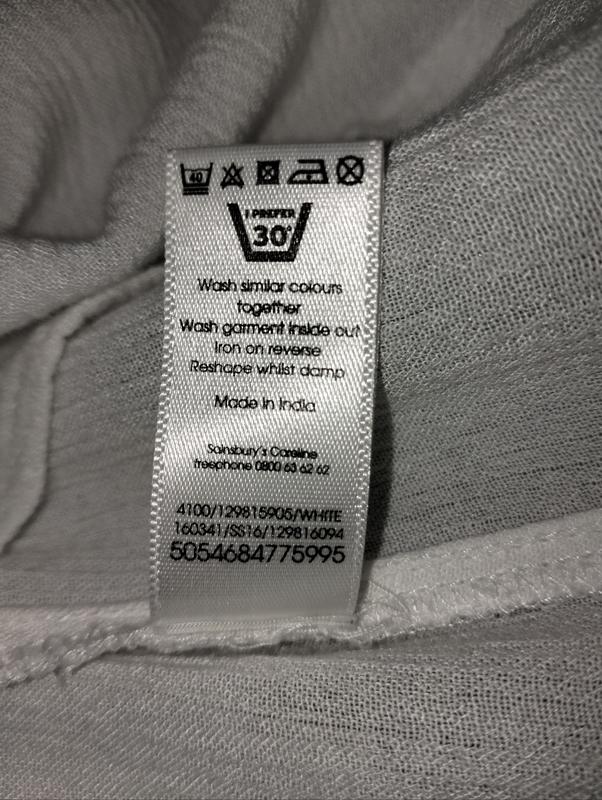 40
I PREFER
30°
Wash similar colours
together
Wash garment inside out
Iron on reverse
Reshape whilst damp
Made in India
Sainsbury's Careline
freephone 0800 63 62 62
4100/129815905/WHITE
160341/SS16/129816094
5054684775995